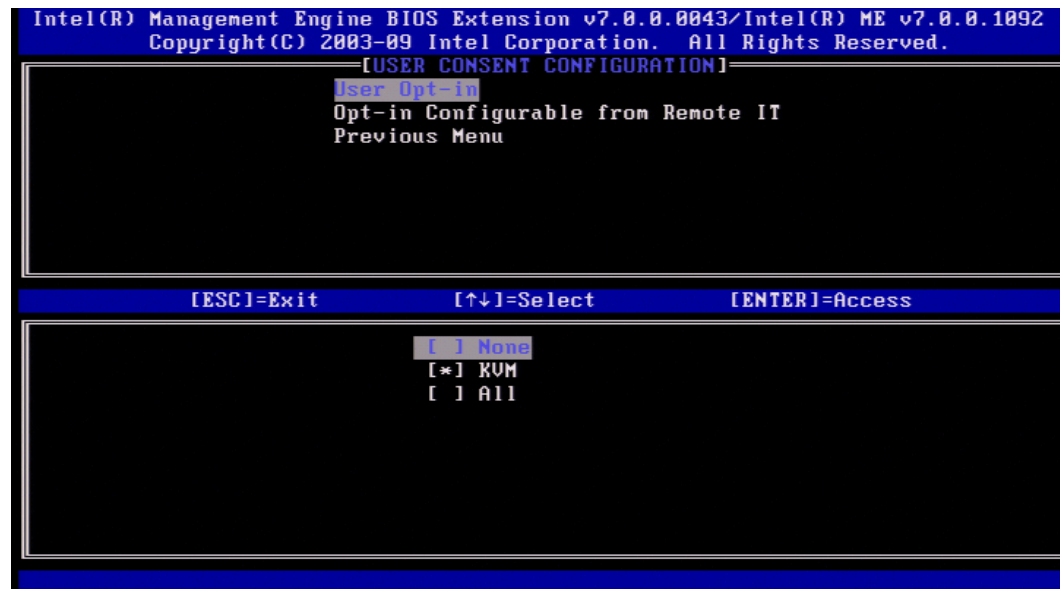 Intel(R) Management Engine BIOS Extension v7.0.0.0043/Intel(R) ME v7.0.0.1092
Copyright(C) 2003-09 Intel Corporation. All Rights Reserved.
[USER CONSENT CONFIGURATION]
User Opt-in
Opt-in Configurable from Remote IT
Previous Menu
[ESC]=Exit [↑↓]=Select [ENTER]=Access
[ ] None
[*] KVM
[ ] All